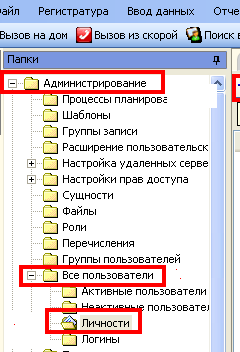 айл Регистратура Ввод данных Отче
Вызов на дом Вызов из скорой Поиск в
Папки
Администрирование
Процессы планирова
Шаблоны
Группы записи
Расширение пользовательск
Настройка удаленных серве
Настройки прав доступа
Сущности
Файлы
Роли
Перечисления
Группы пользователей
Все пользователи
Активные пользователи
Неактивные пользовател
Личности
Логины